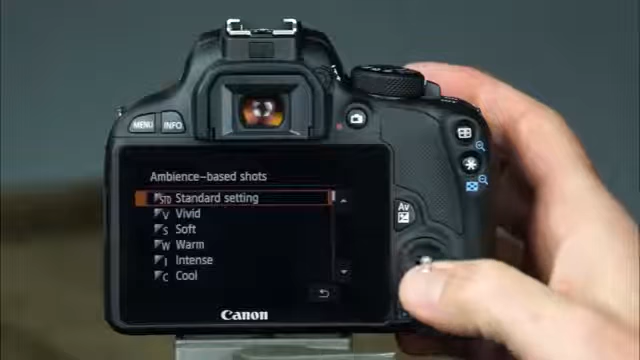 MENU INFO
Ambience-based shots
STD Standard setting
V Vivid
S Soft
W Warm
I Intense
C Cool
Av
Canon